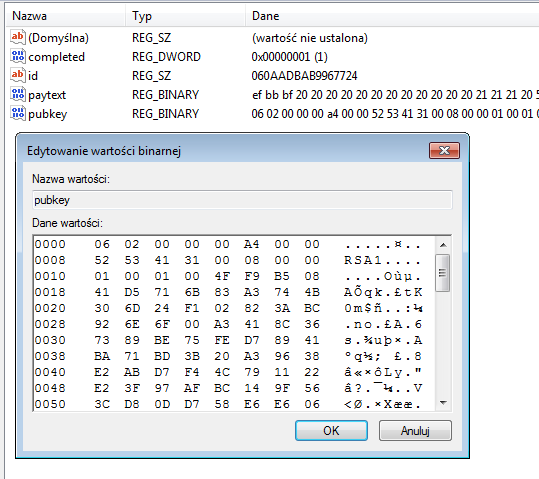 Nazwa Typ Dane
(Domyślna) REG_SZ (wartość nie ustalona)
completed REG_DWORD 0x00000001 (1)
id REG_SZ 060AADBAB9967724
paytext REG_BINARY ef bb bf 20 20 20 20 20 20 20 20 20 20 21 21 21 20 5
pubkey REG_BINARY 06 02 00 00 00 a4 00 00 52 53 41 31 00 08 00 00 01 00 01 0
Edytowanie wartości binarnej
Nazwa wartości:
pubkey
Dane wartości:
0000 06 02 00 00 00 A4 00 00 .....¤..
0008 52 53 41 31 00 08 00 00 RSA1....
0010 01 00 01 00 4F F9 B5 08 ....Oùµ.
0018 41 D5 71 6B 83 A3 74 4B AÕqk.£tK
0020 30 6D 24 F1 02 82 3A BC 0m$ñ..:¼
0028 92 6E 6F 00 A3 41 8C 36 .no.£A.6
0030 73 89 BE 75 FE D7 89 41 s.¾uþ×.A
0038 BA 71 BD 3B 20 A3 96 38 ºq½; £.8
0040 E2 AB D7 F4 4C 79 11 22 â«×ôLy."
0048 E2 3F 97 AF BC 14 9F 56 â?.¯¼..V
0050 3C D8 0D D7 58 E6 E6 06 <Ø.×Xææ.
OK Anuluj